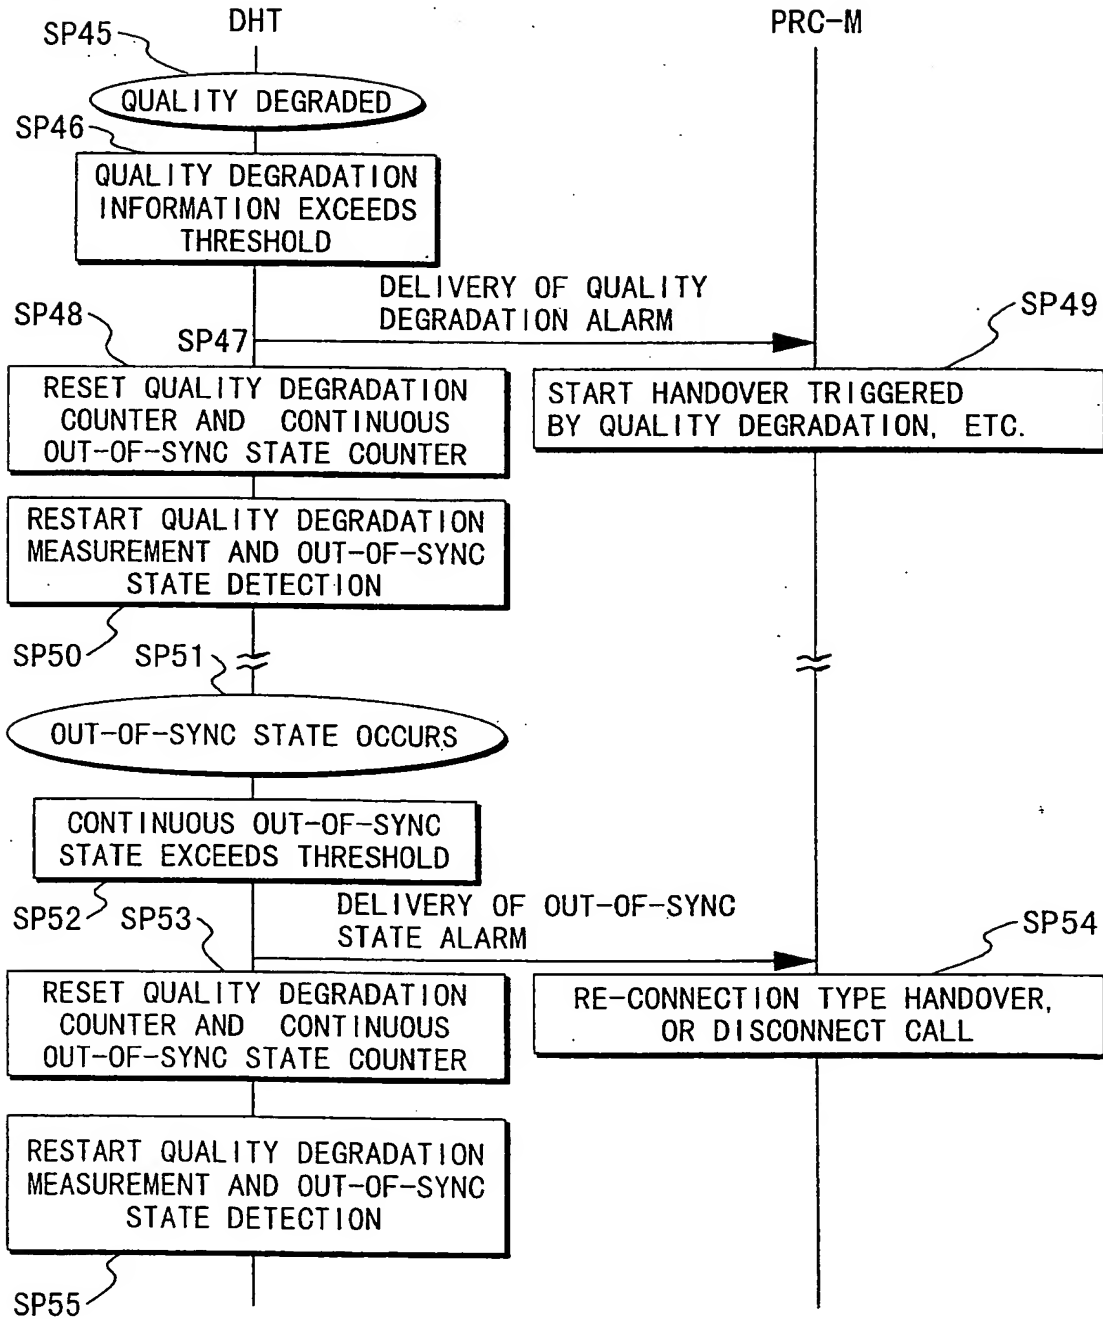 DHT
PRC-M
SP45
QUALITY DEGRADED
SP46
QUALITY DEGRADATION
INFORMATION EXCEEDS
THRESHOLD
DELIVERY OF QUALITY
DEGRADATION ALARM
SP47
SP48
SP49
RESET QUALITY DEGRADATION
COUNTER AND CONTINUOUS
OUT-OF-SYNC STATE COUNTER
START HANDOVER TRIGGERED
BY QUALITY DEGRADATION, ETC.
RESTART QUALITY DEGRADATION
MEASUREMENT AND OUT-OF-SYNC
STATE DETECTION
SP50
SP51
OUT-OF-SYNC STATE OCCURS
CONTINUOUS OUT-OF-SYNC
STATE EXCEEDS THRESHOLD
SP52
SP53
DELIVERY OF OUT-OF-SYNC
STATE ALARM
SP54
RESET QUALITY DEGRADATION
COUNTER AND CONTINUOUS
OUT-OF-SYNC STATE COUNTER
RE-CONNECTION TYPE HANDOVER,
OR DISCONNECT CALL
RESTART QUALITY DEGRADATION
MEASUREMENT AND OUT-OF-SYNC
STATE DETECTION
SP55